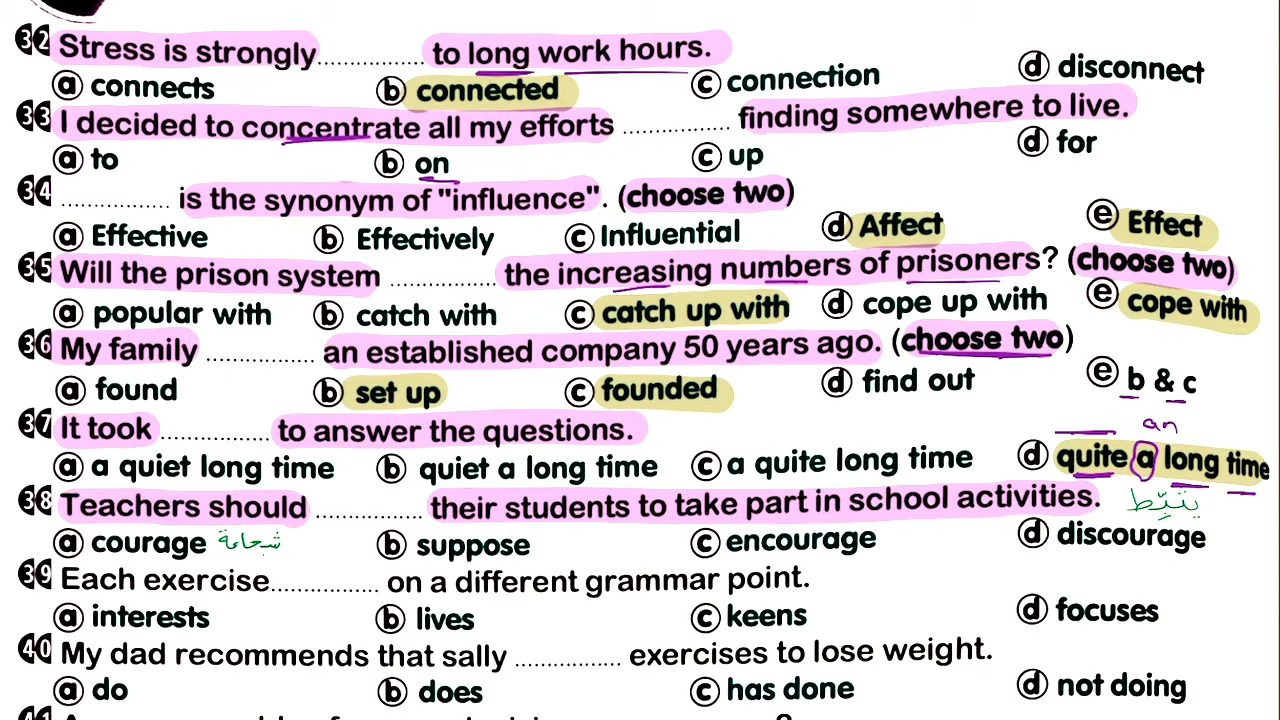 32 Stress is strongly ................ to long work hours.
a connects b connected c connection d disconnect
33 I decided to concentrate all my efforts ................ finding somewhere to live.
a to b on c up d for
34 ................ is the synonym of "influence". (choose two)
a Effective b Effectively c Influential d Affect e Effect
35 Will the prison system ................ the increasing numbers of prisoners? (choose two)
a popular with b catch with c catch up with d cope up with e cope with
36 My family ................ an established company 50 years ago. (choose two)
a found b set up c founded d find out e b & c
37 It took ................ to answer the questions.
an
a a quiet long time b quiet a long time c a quite long time d quite a long time
38 Teachers should ................ their students to take part in school activities.
a courage شجاعة b suppose c encourage d discourage
39 Each exercise................ on a different grammar point.
a interests b lives c keens d focuses
40 My dad recommends that sally ................ exercises to lose weight.
a do b does c has done d not doing